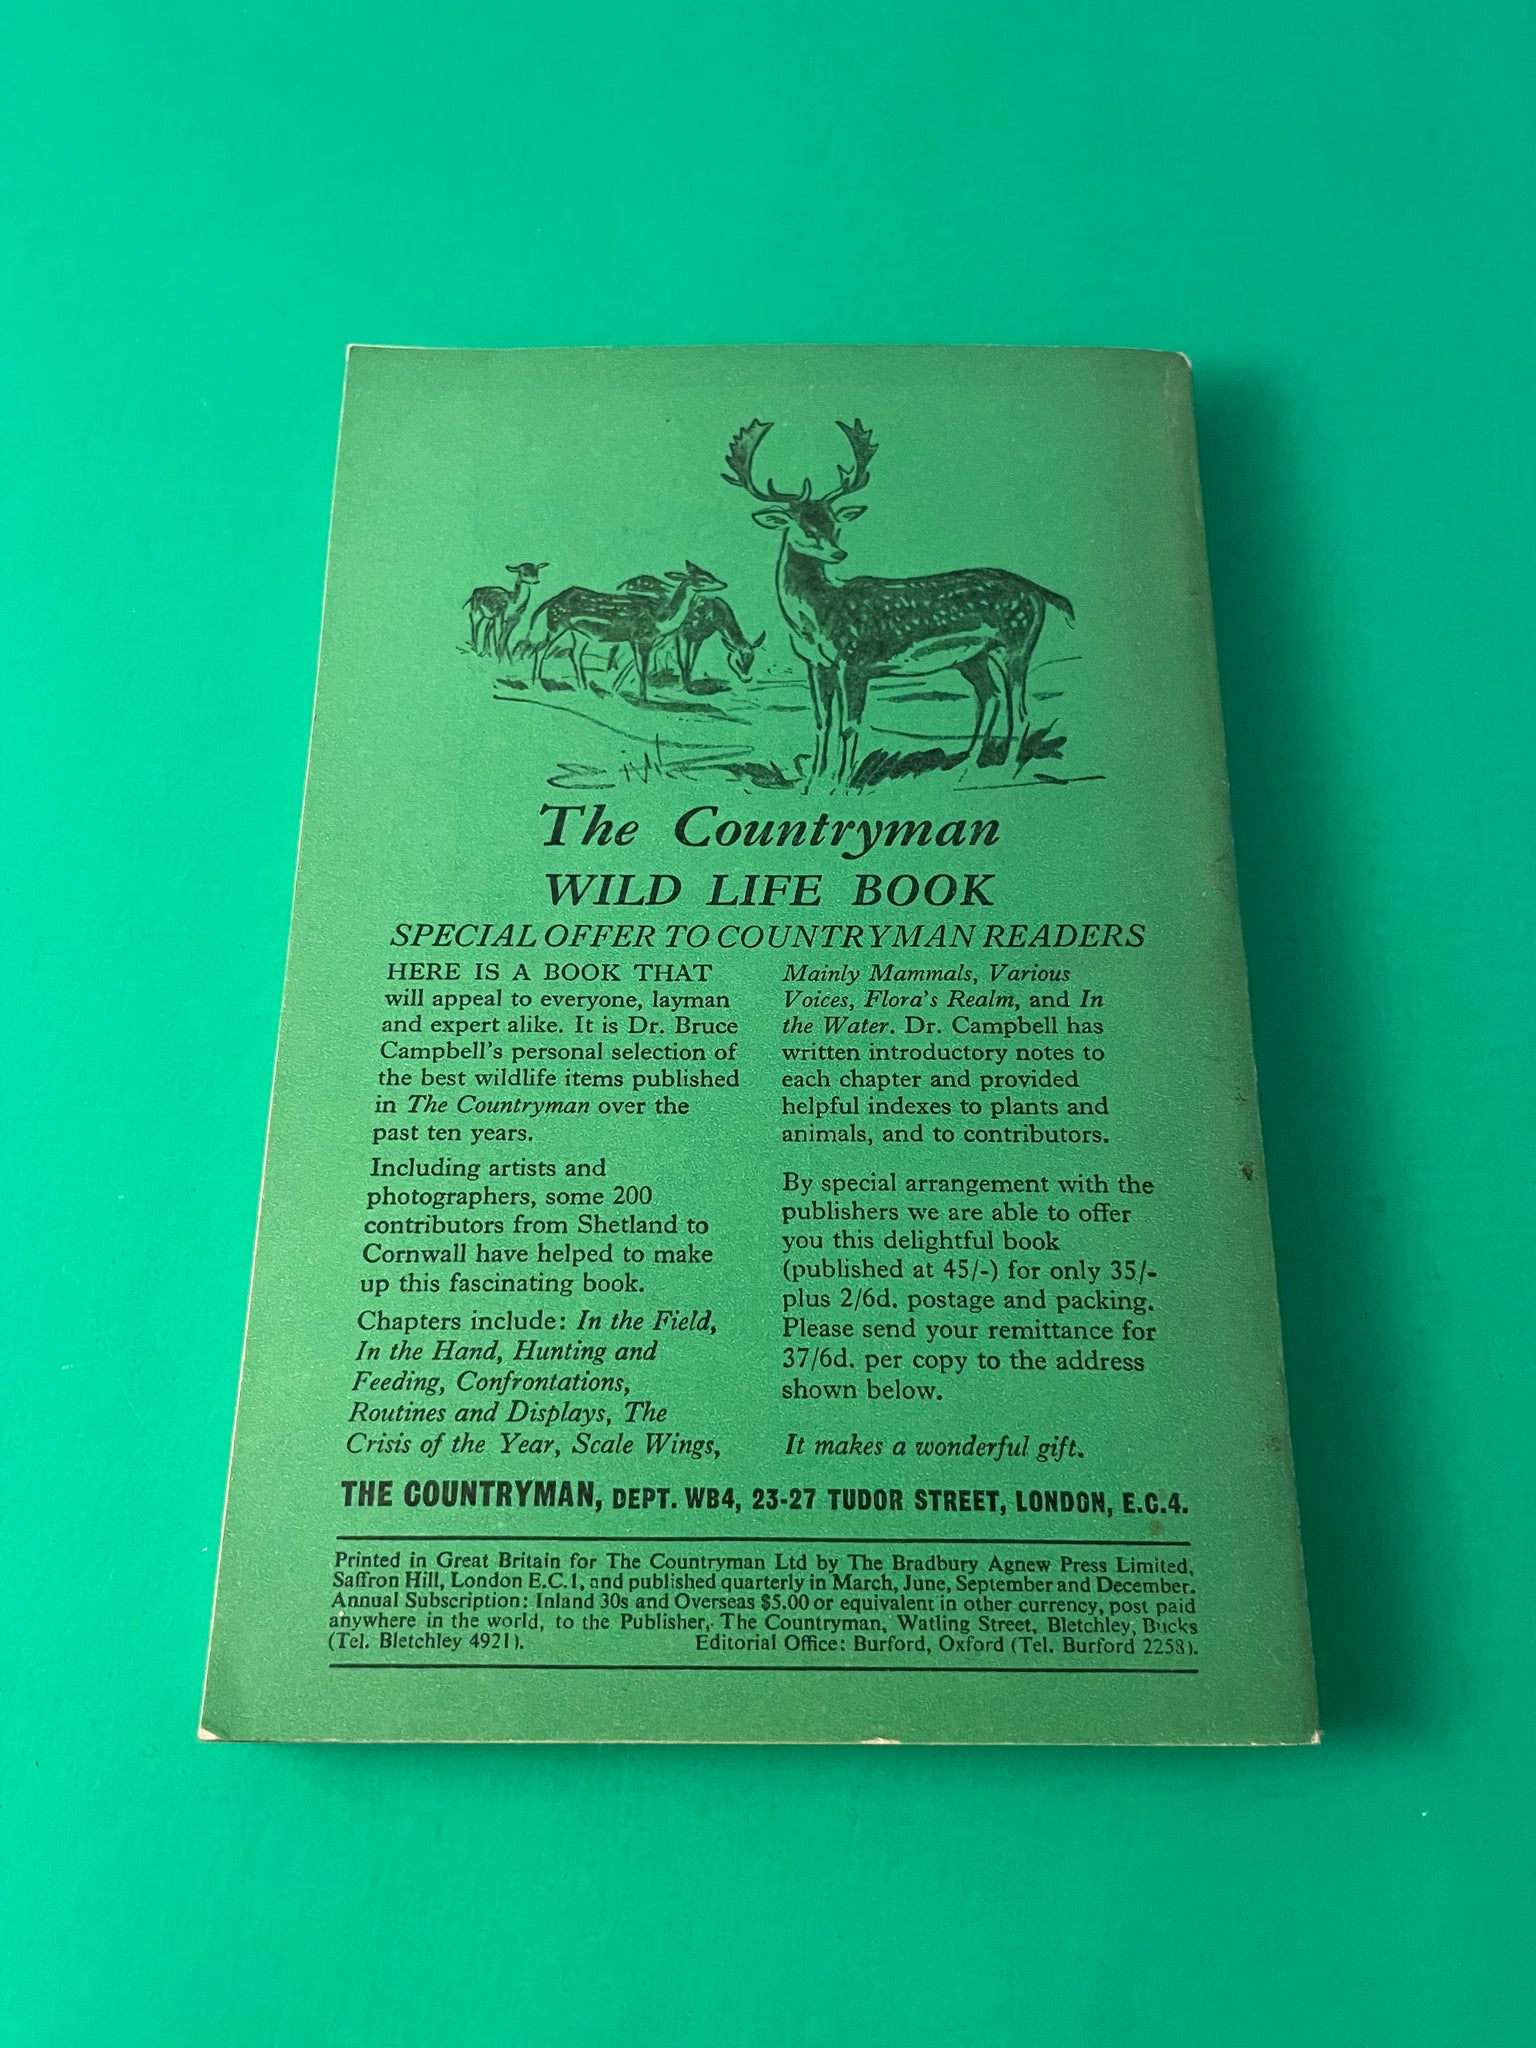 The Countryman
WILD LIFE BOOK
SPECIAL OFFER TO COUNTRYMAN READERS
HERE IS A BOOK THAT
will appeal to everyone, layman
and expert alike. It is Dr. Bruce
Campbell's personal selection of
the best wildlife items published
in The Countryman over the
past ten years.
Including artists and
photographers, some 200
contributors from Shetland to
Cornwall have helped to make
up this fascinating book.
Chapters include: In the Field,
In the Hand, Hunting and
Feeding, Confrontations,
Routines and Displays, The
Crisis of the Year, Scale Wings,
Mainly Mammals, Various
Voices, Flora's Realm, and In
the Water. Dr. Campbell has
written introductory notes to
each chapter and provided
helpful indexes to plants and
animals, and to contributors.
By special arrangement with the
publishers we are able to offer
you this delightful book
(published at 45/-) for only 35/-
plus 2/6d. postage and packing.
Please send your remittance for
37/6d. per copy to the address
shown below.
It makes a wonderful gift.
THE COUNTRYMAN, DEPT. WB4, 23-27 TUDOR STREET, LONDON, E.C.4.
Printed in Great Britain for The Countryman Ltd by The Bradbury Agnew Press Limited,
Saffron Hill, London E.C.1, and published quarterly in March, June, September and December.
Annual Subscription: Inland 30s and Overseas $5.00 or equivalent in other currency, post paid
anywhere in the world, to the Publisher, The Countryman, Watling Street, Bletchley, Bucks
(Tel. Bletchley 4921). Editorial Office: Burford, Oxford (Tel. Burford 2258).